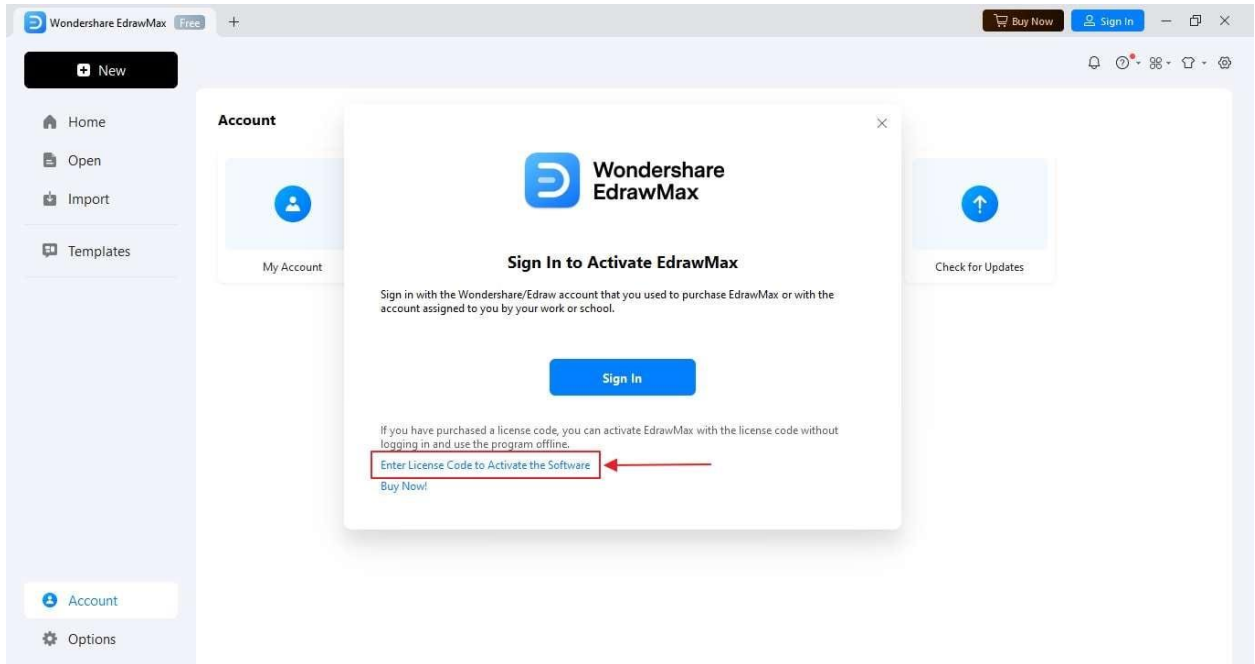 Wondershare EdrawMax Free
Buy Now
Sign In
New
Home
Open
Import
Templates
Account
My Account
Check for Updates
Wondershare
EdrawMax
Sign In to Activate EdrawMax
Sign in with the Wondershare/Edraw account that you used to purchase EdrawMax or with the
account assigned to you by your work or school.
Sign In
If you have purchased a license code, you can activate EdrawMax with the license code without
logging in and use the program offline.
Enter License Code to Activate the Software
Buy Now!
Account
Options